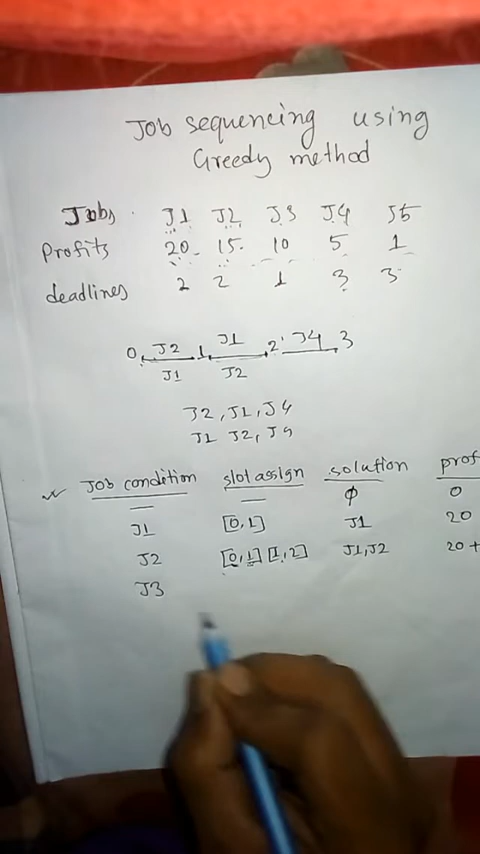 Job sequencing using
Greedy method
Jobs J1 J2 J3 J4 J5
Profits 20 15 10 5 1
deadlines 2 2 1 3 3
J1
0 J2 1 2 J4 3
J1 J2
J2, J1, J4
J1 J2, J4
Job condition slot assign solution prof
— — ϕ 0
J1 [0,1] J1 20
J2 [0,1] [1,2] J1,J2 20+
J3